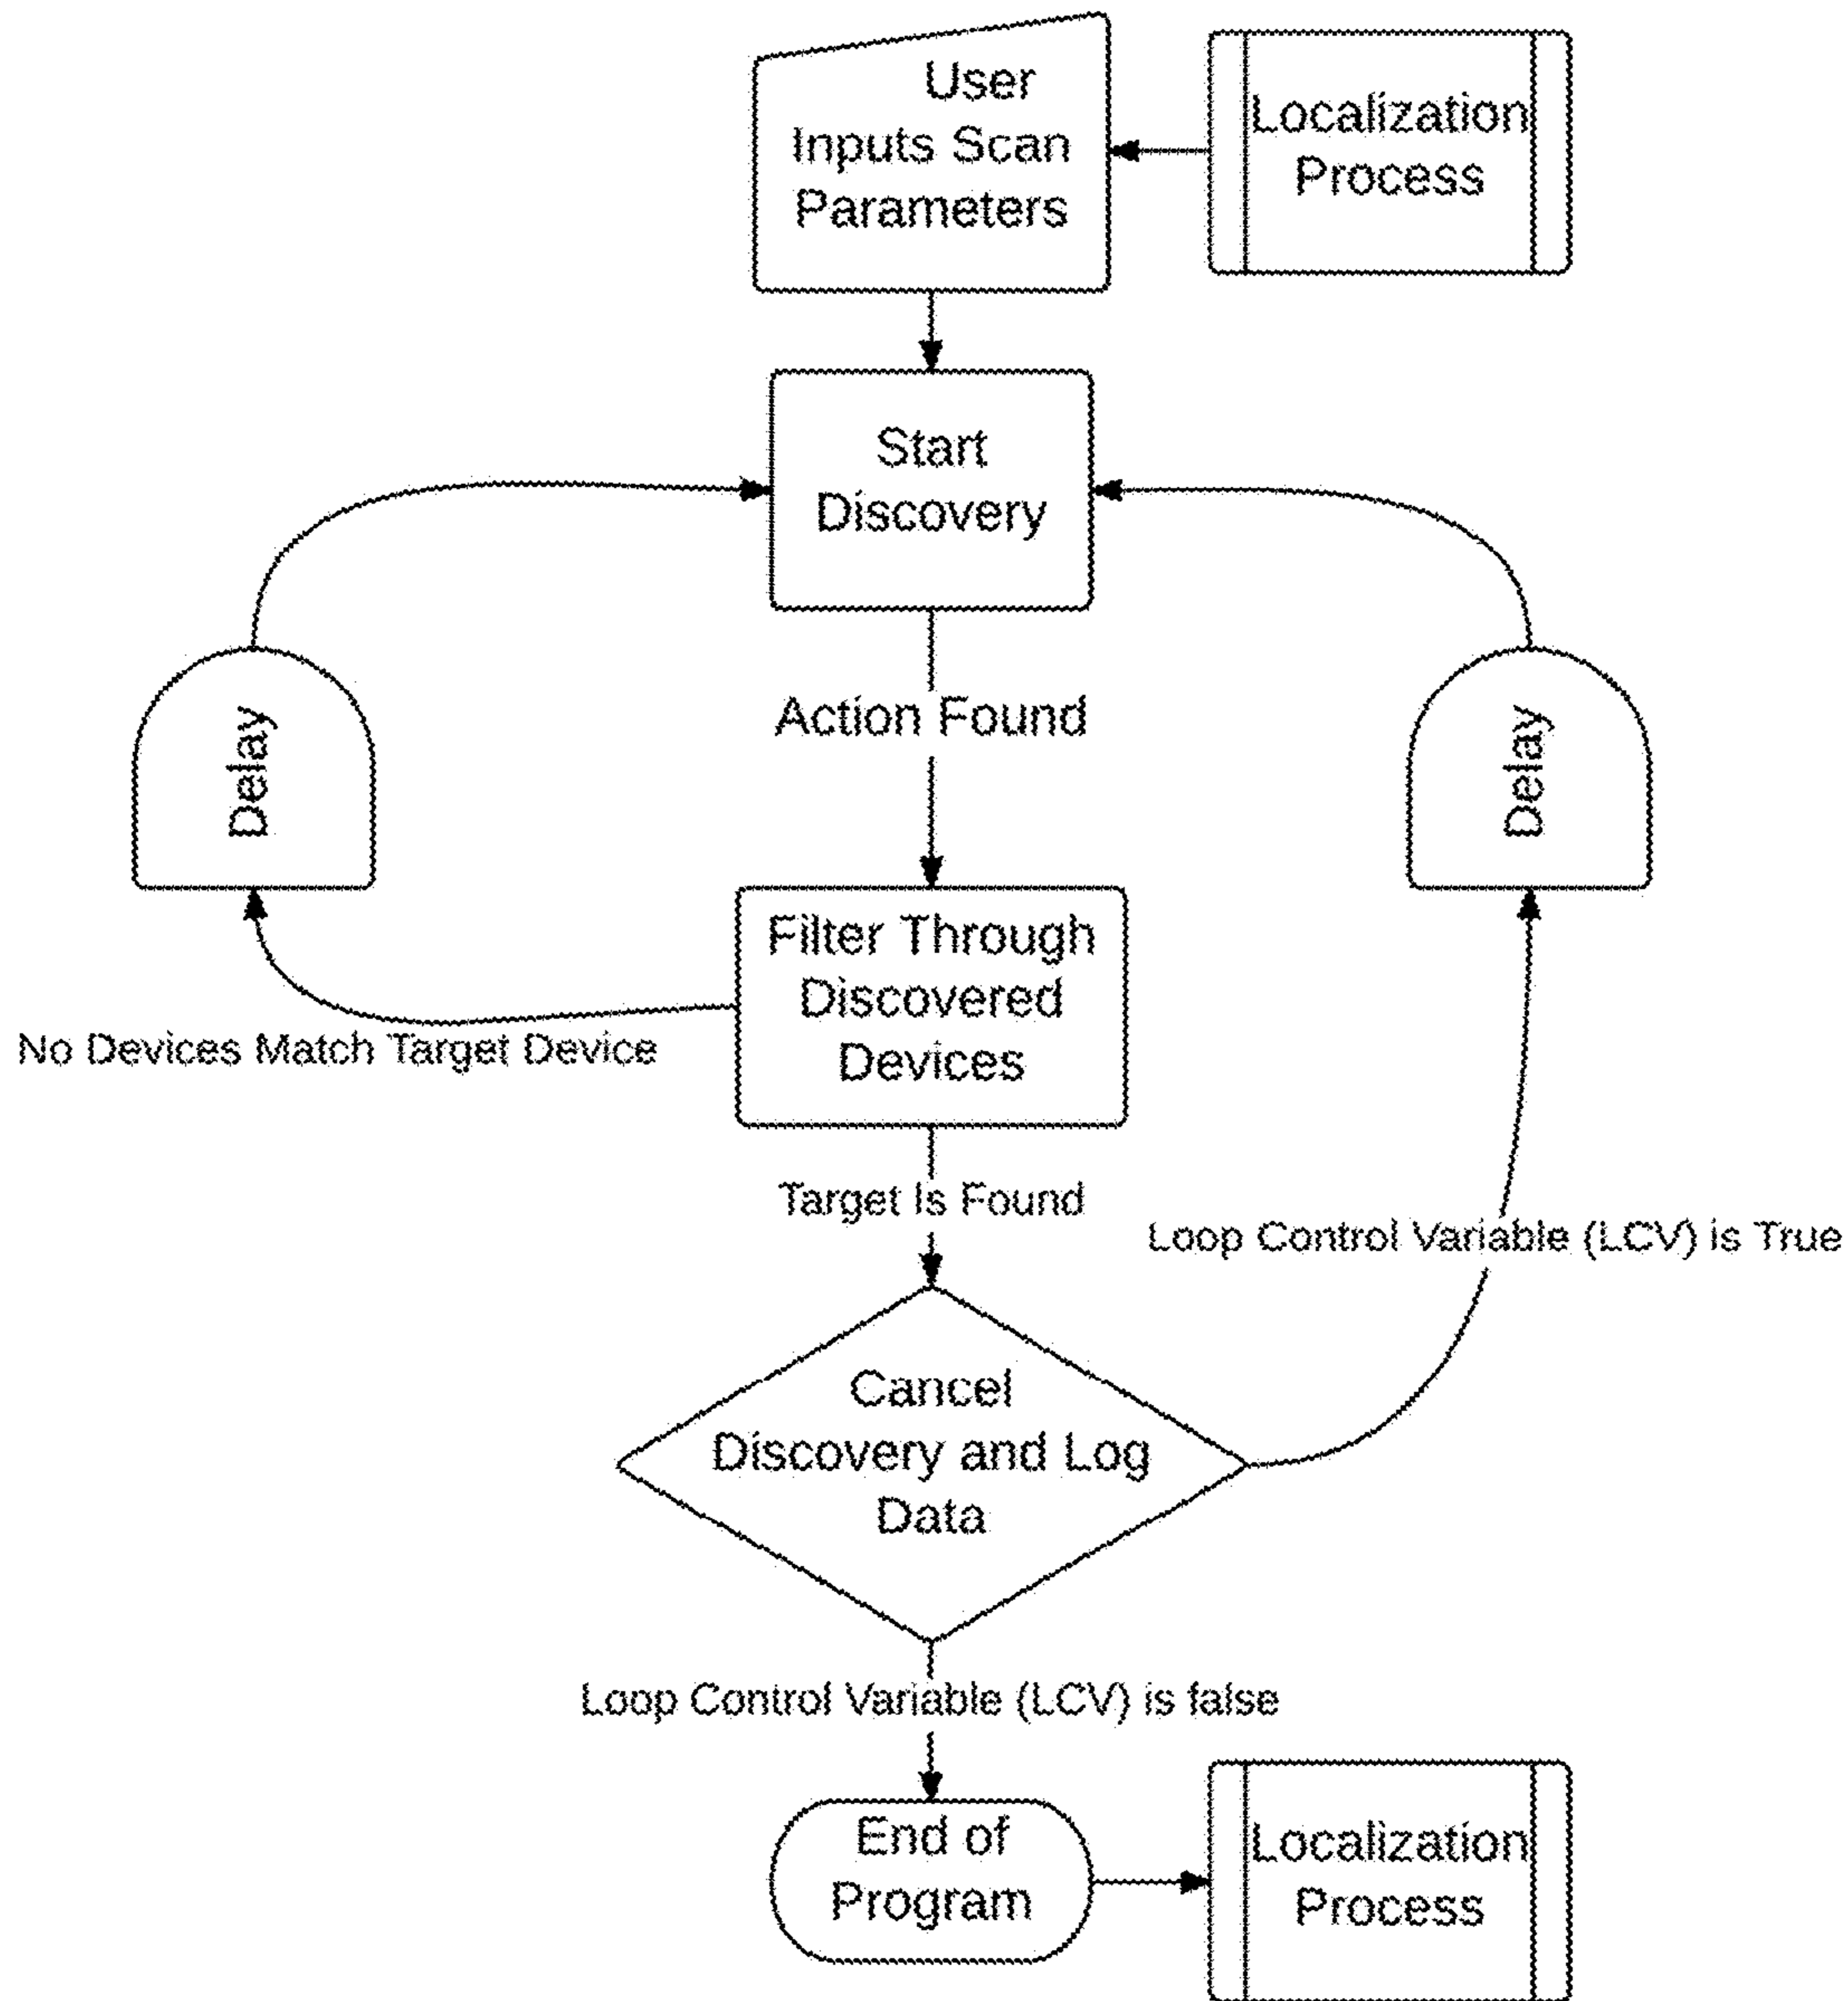 User
Inputs Scan
Parameters
Localization
Process
Start
Discovery
Action Found
Delay
Delay
Filter Through
Discovered
Devices
No Devices Match Target Device
Target Is Found
Loop Control Variable (LCV) is True
Cancel
Discovery and Log
Data
Loop Control Variable (LCV) is false
End of
Program
Localization
Process